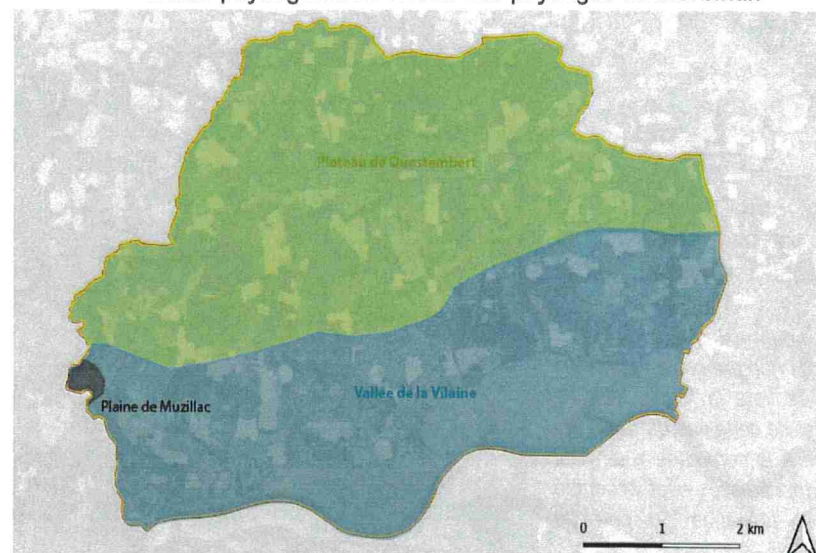 Plateau de Questembert
Vallée de la Vilaine
Plaine de Muzillac
0 1 2 km